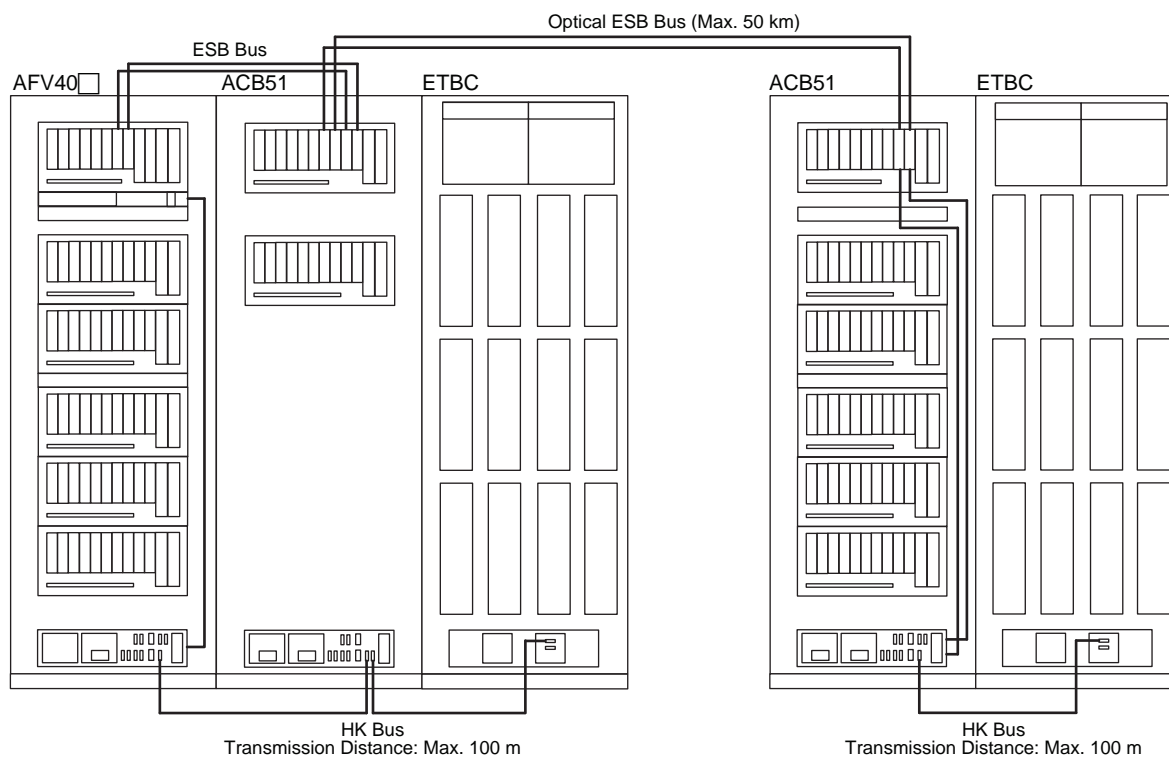 Optical ESB Bus (Max. 50 km)
ESB Bus
AFV40□ ACB51 ETBC ACB51 ETBC
HK Bus
Transmission Distance: Max. 100 m
HK Bus
Transmission Distance: Max. 100 m